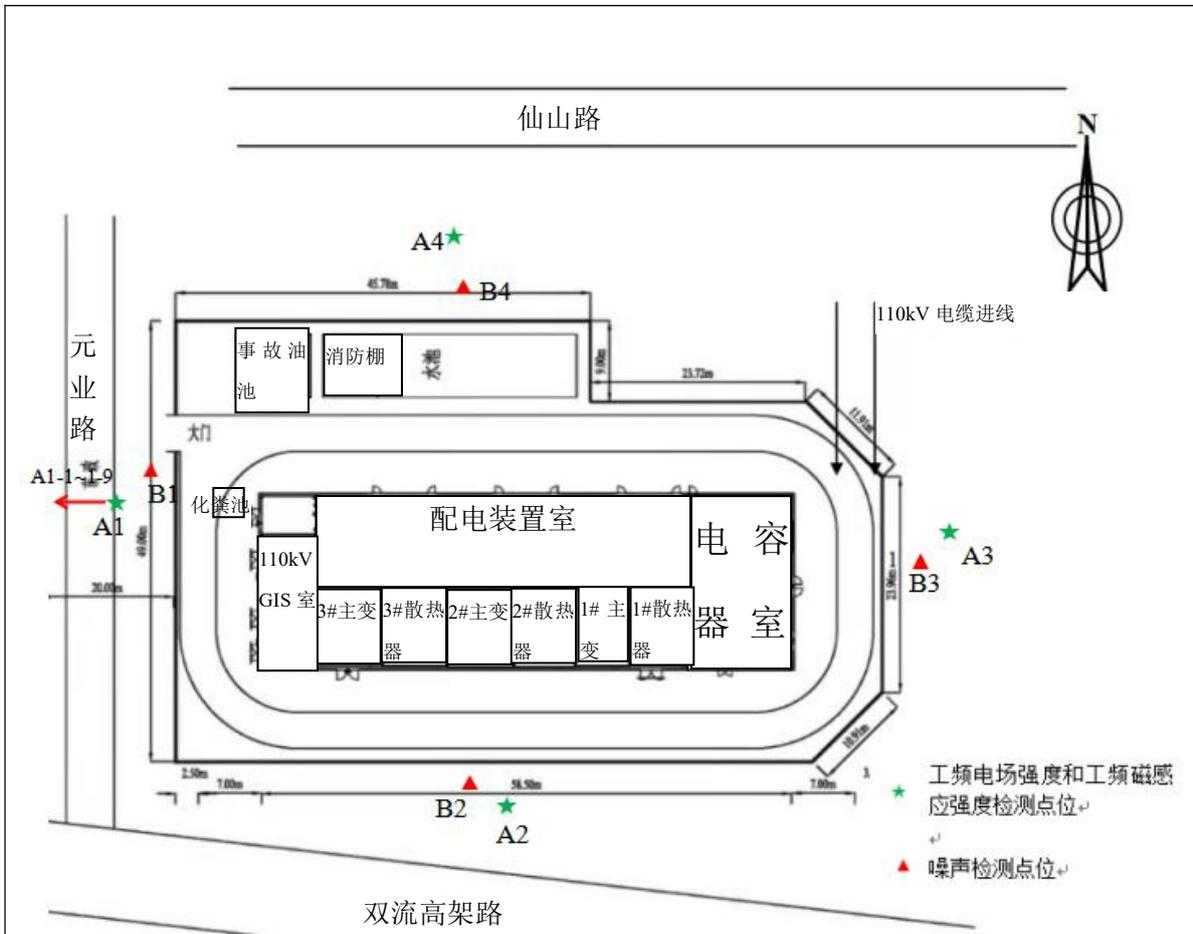 仙山路
N
A4
45.78m
B4
110kV 电缆进线
元
业
路
事故油
池
消防棚
水池
9.00m
23.72m
11.91m
大门
A1-1~1-9
B1
A1
49.00m
20.00m
化粪池
配电装置室
电容
器室
110kV
GIS 室
3#主变
3#散热
器
2#主变
2#散热
器
1# 主
变
1#散热
器
A3
B3
23.96m
10.91m
2.50m
7.00m
58.50m
7.00m
B2
A2
工频电场强度和工频磁感
应强度检测点位
噪声检测点位
双流高架路